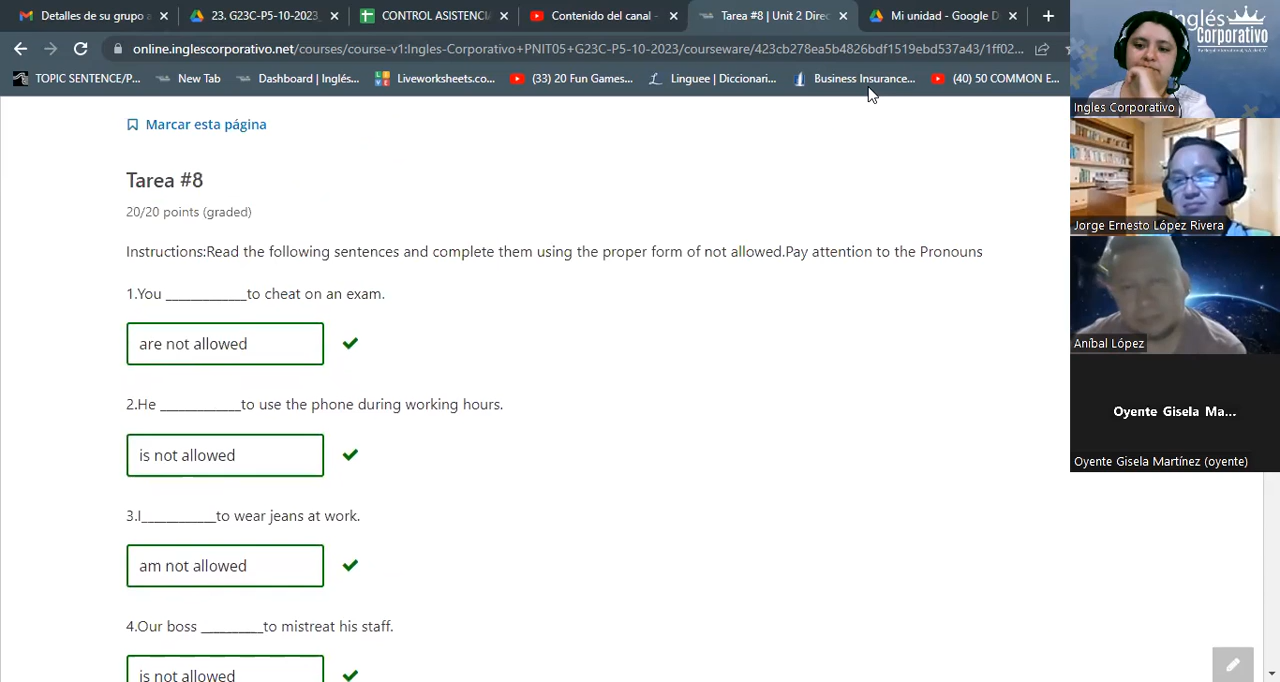 Detalles de su grupo a
23. G23C-P5-10-2023_
CONTROL ASISTENCI
Contenido del canal -
Tarea #8 | Unit 2 Direc
Mi unidad - Google D
online.inglescorporativo.net/courses/course-v1:Ingles-Corporativo+PNIT05+G23C-P5-10-2023/courseware/423cb278ea5b4826bdf1519ebd537a43/1ff02...
TOPIC SENTENCE/P...
New Tab
Dashboard | Inglés...
Liveworksheets.co...
(33) 20 Fun Games...
Linguee | Diccionari...
Business Insurance...
(40) 50 COMMON E...
Marcar esta página
Tarea #8
20/20 points (graded)
Instructions:Read the following sentences and complete them using the proper form of not allowed.Pay attention to the Pronouns
1.You _____________to cheat on an exam.
are not allowed
2.He _____________to use the phone during working hours.
is not allowed
3.I____________to wear jeans at work.
am not allowed
4.Our boss __________to mistreat his staff.
is not allowed
Inglés
Corporativo
Ingles Corporativo
Jorge Ernesto López Rivera
Aníbal López
Oyente Gisela Ma...
Oyente Gisela Martínez (oyente)